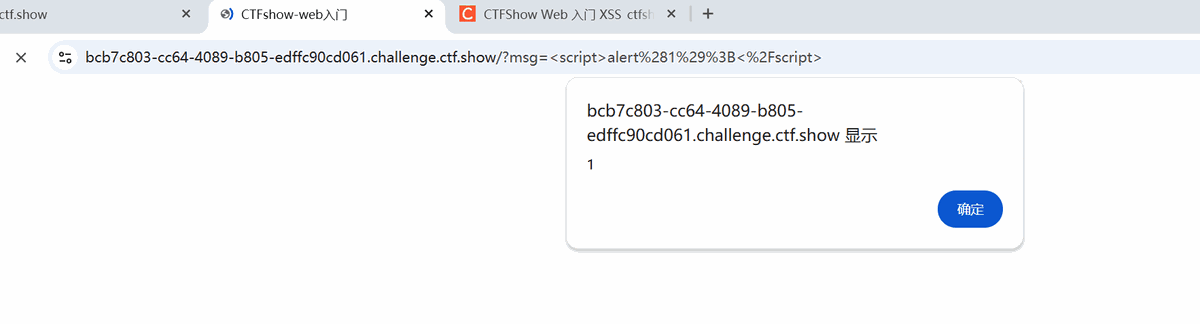 ctf.show
CTFshow-web入门
CTFShow Web 入门 XSS ctfsh
bcb7c803-cc64-4089-b805-edffc90cd061.challenge.ctf.show/?msg=<script>alert%281%29%3B<%2Fscript>
bcb7c803-cc64-4089-b805-
edffc90cd061.challenge.ctf.show 显示
1
确定